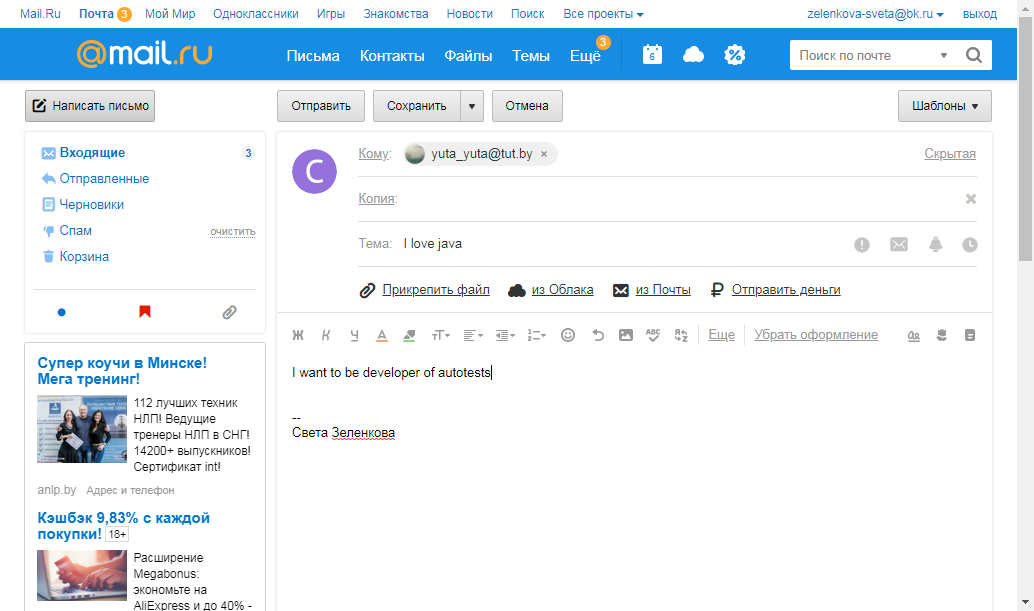 Mail.Ru Почта 3 Мой Мир Одноклассники Игры Знакомства Новости Поиск Все проекты zelenkova-sveta@bk.ru выход
@mail.ru Письма Контакты Файлы Темы Ещё 3 6 % Поиск по почте
Написать письмо Отправить Сохранить Отмена Шаблоны
Входящие 3
Отправленные
Черновики
Спам очистить
Корзина
С
Кому: yuta_yuta@tut.by × Скрытая
Копия:
Тема: I love java
Прикрепить файл из Облака из Почты Отправить деньги
Ж К Ч А тТ ABC Еще Убрать оформление
I want to be developer of autotests
--
Света Зеленкова
Супер коучи в Минске!
Мега тренинг!
112 лучших техник
НЛП! Ведущие
тренеры НЛП в СНГ!
14200+ выпускников!
Сертификат int!
anlp.by Адрес и телефон
Кэшбэк 9,83% с каждой
покупки! 18+
Расширение
Megabonus:
экономьте на
AliExpress и до 40% -